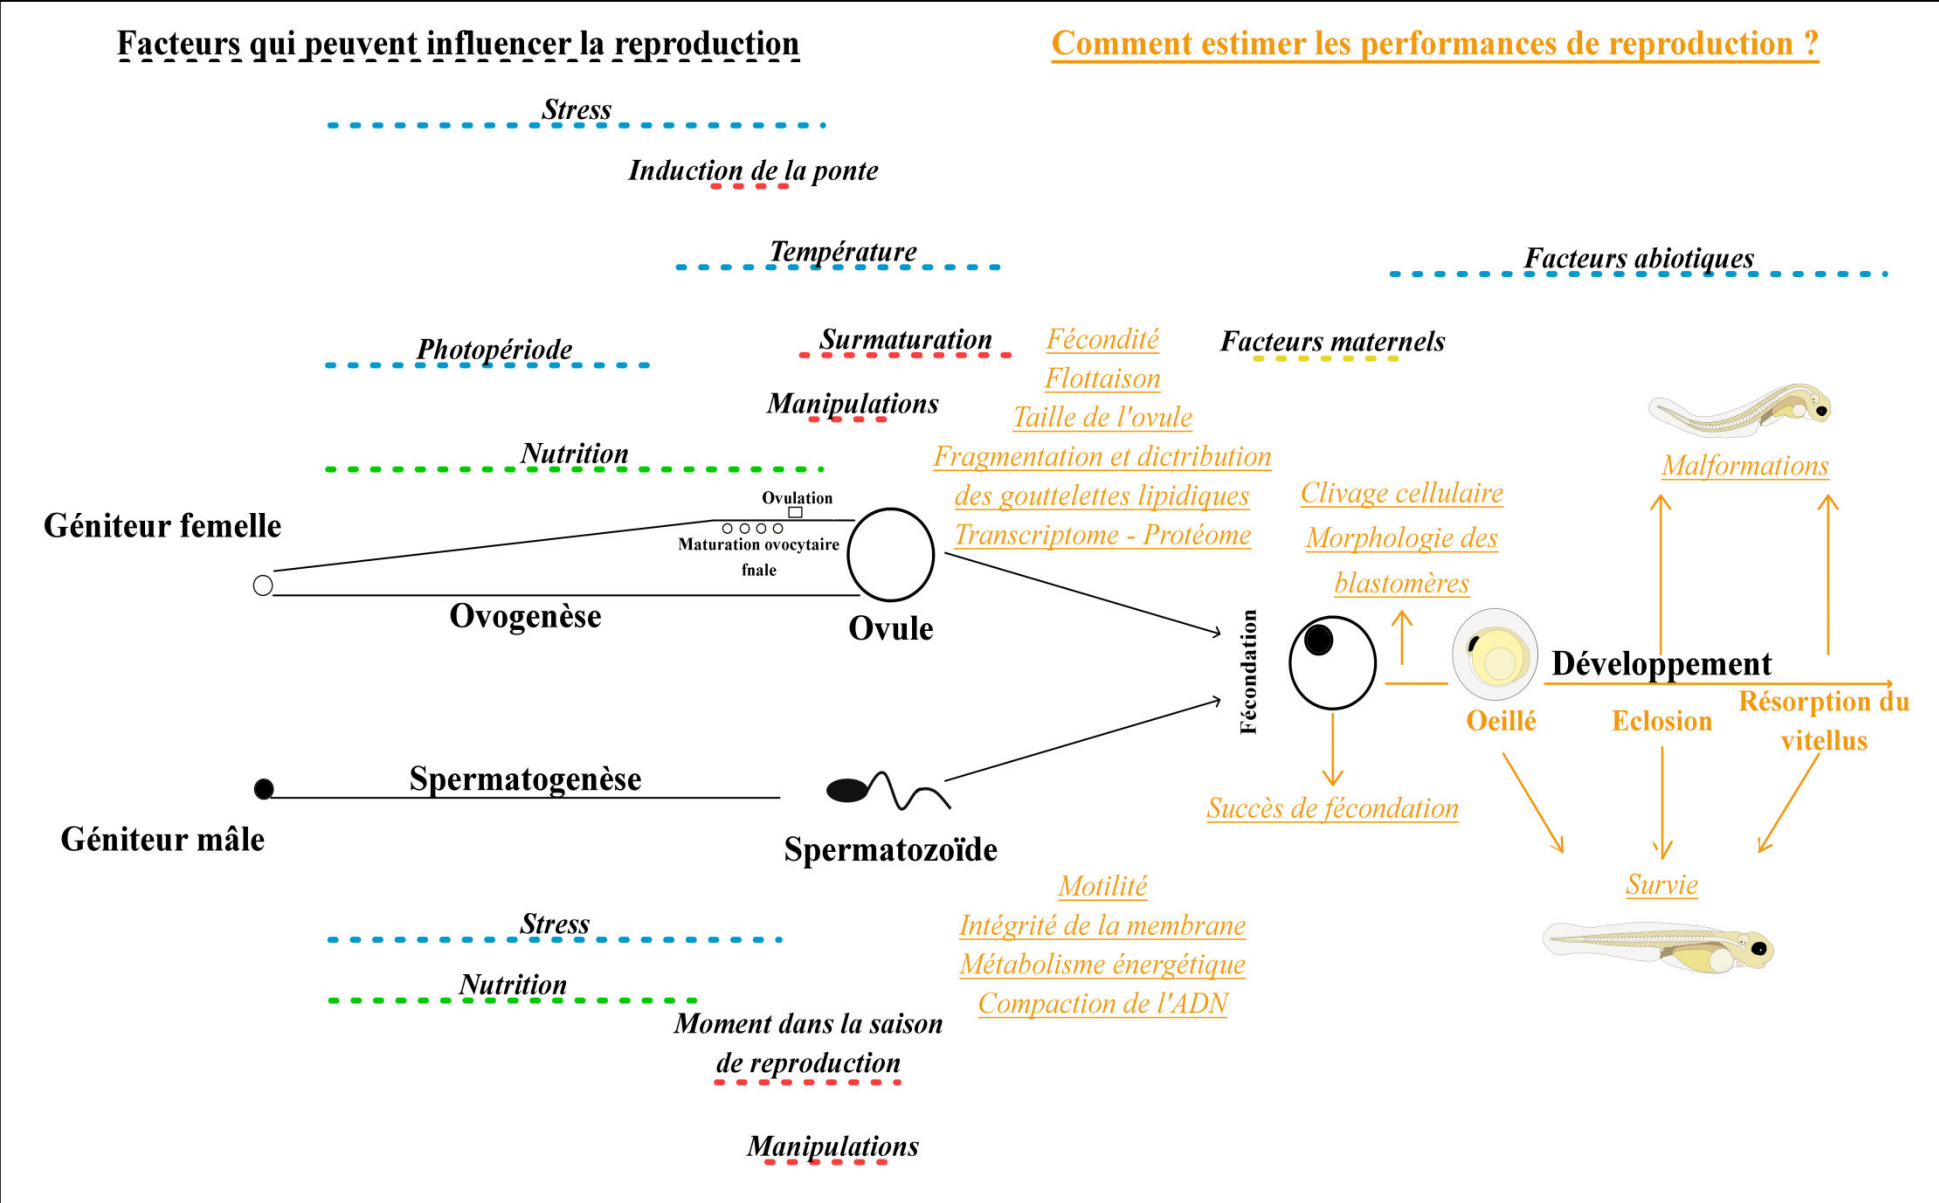 Facteurs qui peuvent influencer la reproduction
Comment estimer les performances de reproduction ?
Stress
Induction de la ponte
Température
Facteurs abiotiques
Photopériode
Surmaturation
Manipulations
Nutrition
Fécondité
Flottaison
Taille de l'ovule
Fragmentation et dictribution
des gouttelettes lipidiques
Transcriptome - Protéome
Facteurs maternels
Malformations
Clivage cellulaire
Morphologie des
blastomères
Géniteur femelle
Ovulation
Maturation ovocytaire
fnale
Ovogenèse
Ovule
Fécondation
Développement
Oeillé
Eclosion
Résorption du
vitellus
Succès de fécondation
Survie
Spermatogenèse
Géniteur mâle
Spermatozoïde
Motilité
Intégrité de la membrane
Métabolisme énergétique
Compaction de l'ADN
Stress
Nutrition
Moment dans la saison
de reproduction
Manipulations